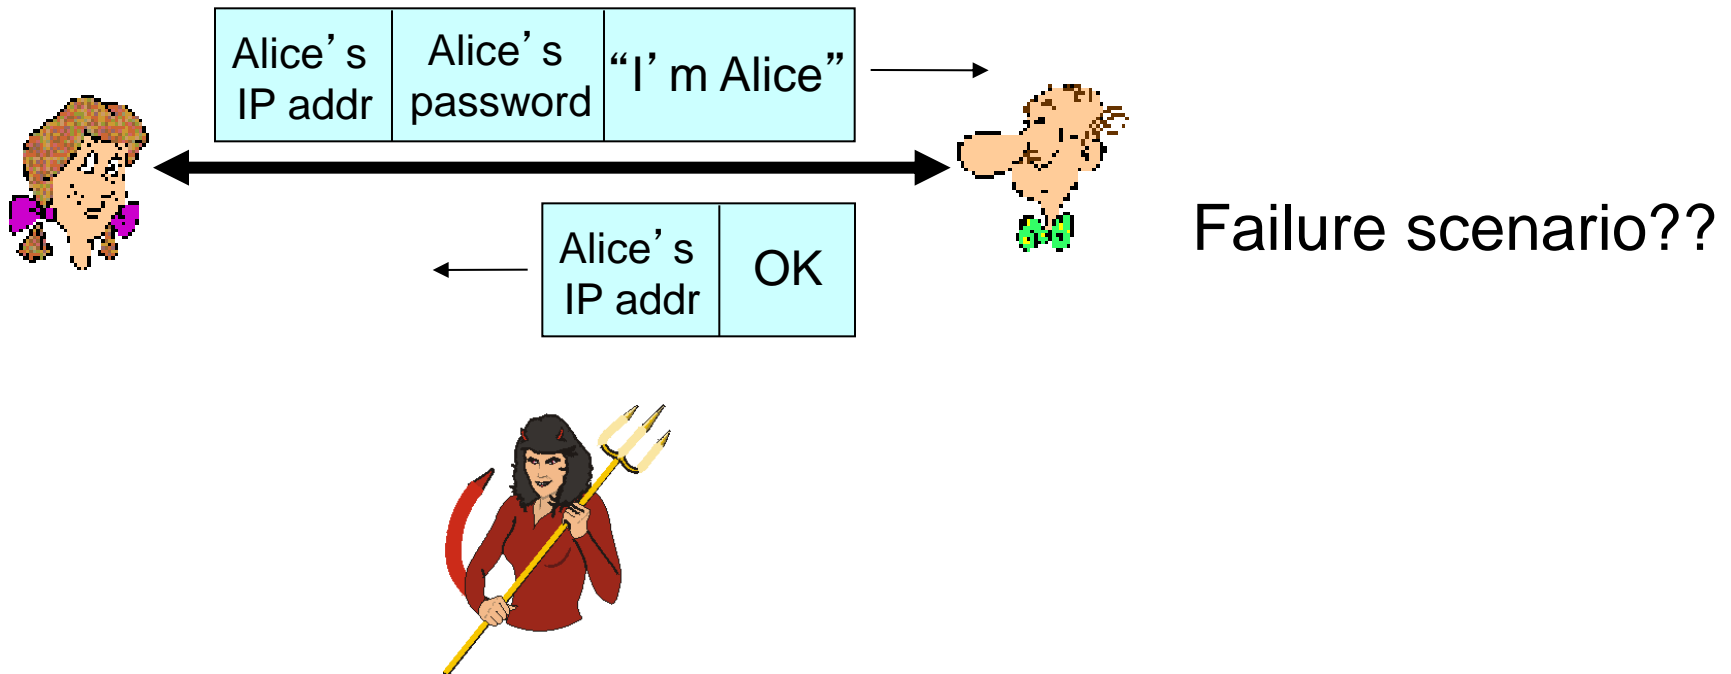 Alice’s
IP addr
Alice’s
password
“I’m Alice”
Alice’s
IP addr
OK
Failure scenario??